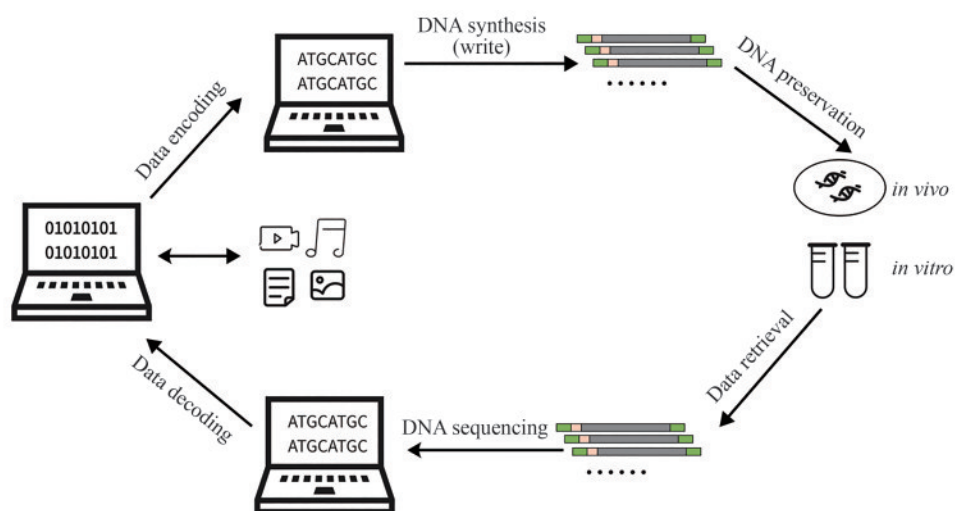 DNA synthesis
(write)
ATGCATGC
ATGCATGC
DNA preservation
Data encoding
in vivo
01010101
01010101
in vitro
Data retrieval
Data decoding
DNA sequencing
ATGCATGC
ATGCATGC